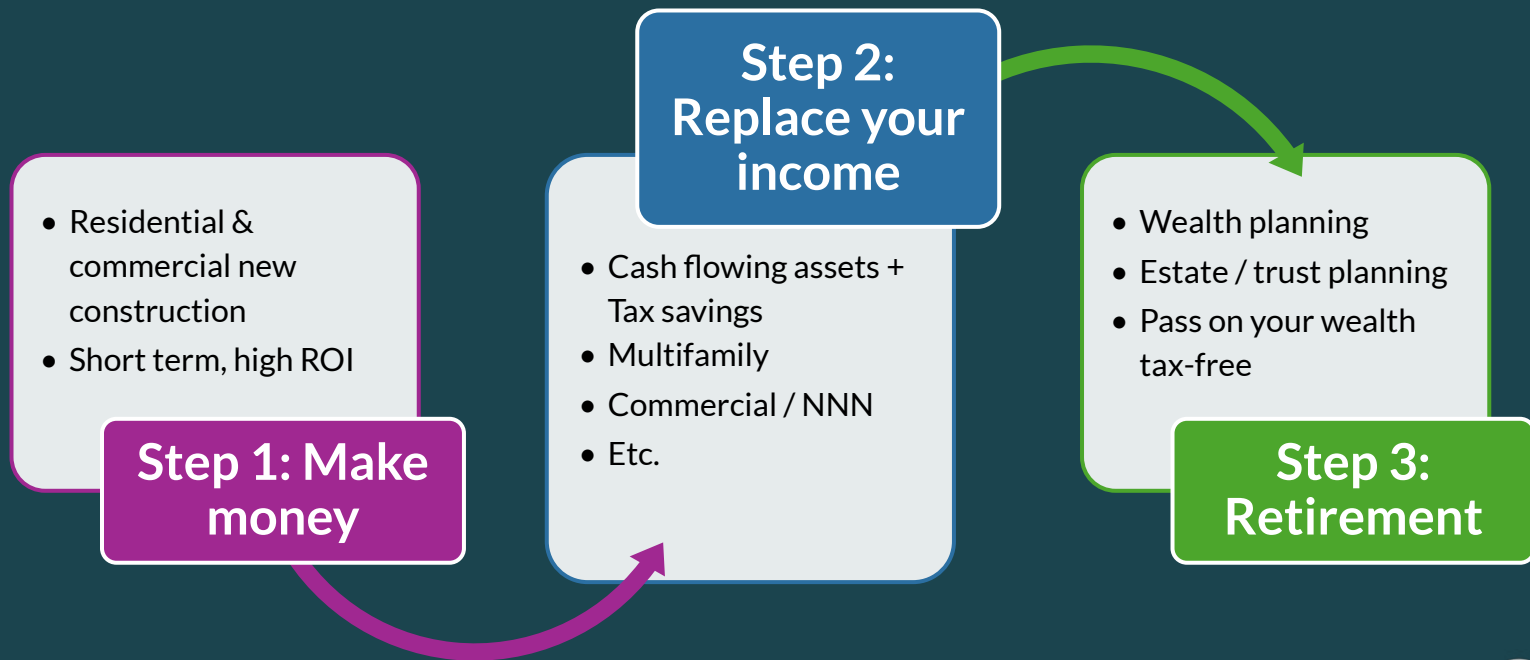 • Residential &
commercial new
construction
• Short term, high ROI
Step 1: Make
money
Step 2:
Replace your
income
• Cash flowing assets +
Tax savings
• Multifamily
• Commercial / NNN
• Etc.
• Wealth planning
• Estate / trust planning
• Pass on your wealth
tax-free
Step 3:
Retirement